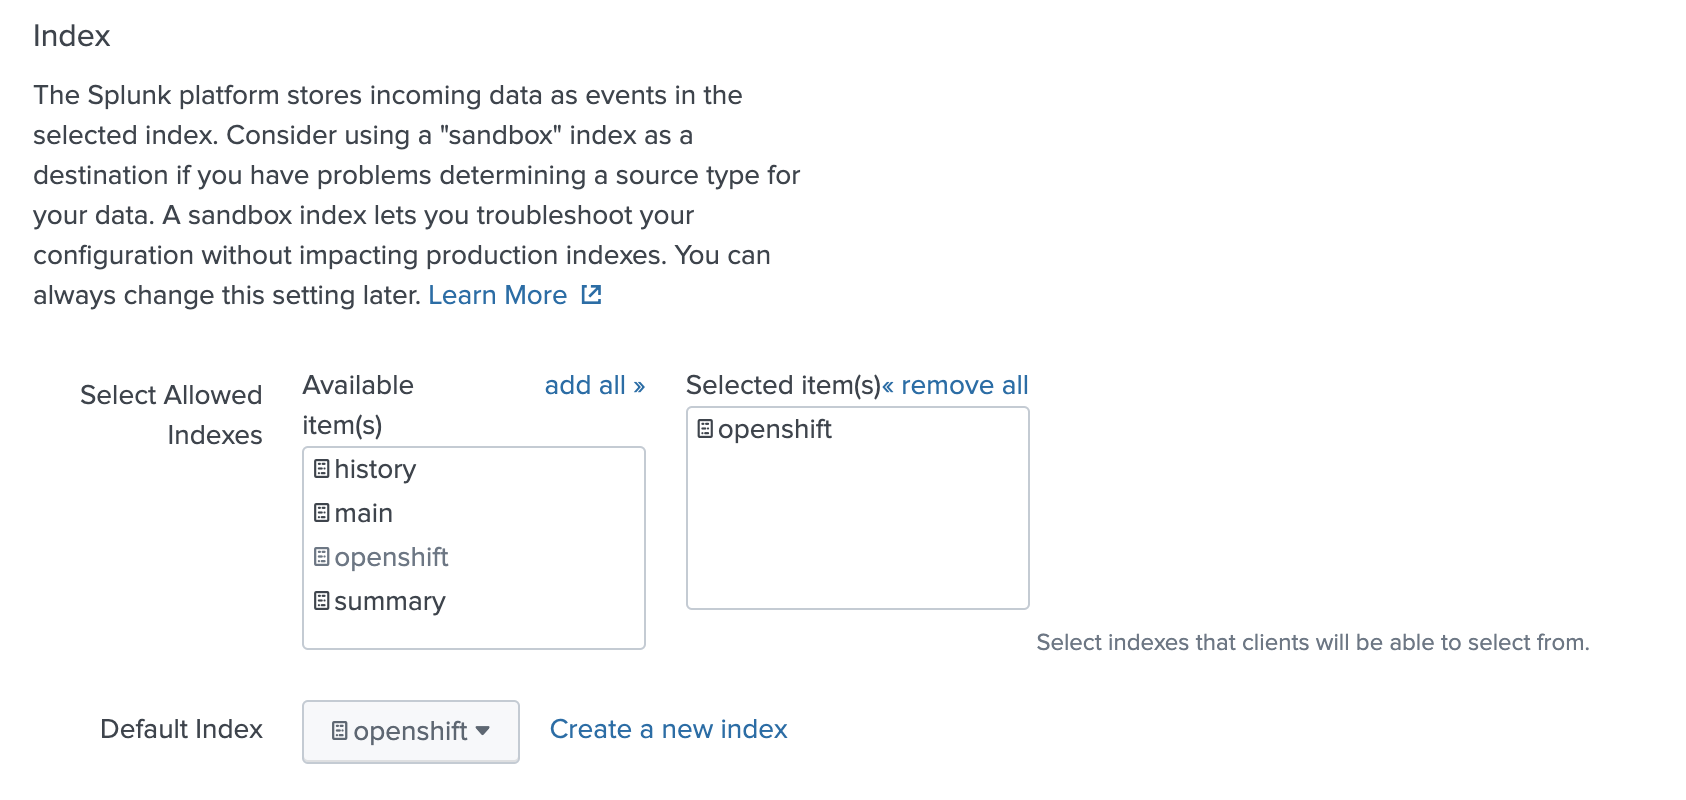 Index
The Splunk platform stores incoming data as events in the
selected index. Consider using a "sandbox" index as a
destination if you have problems determining a source type for
your data. A sandbox index lets you troubleshoot your
configuration without impacting production indexes. You can
always change this setting later. Learn More
Select Allowed
Indexes
Available
item(s)
add all »
history
main
openshift
summary
Selected item(s)« remove all
openshift
Select indexes that clients will be able to select from.
Default Index
openshift
Create a new index